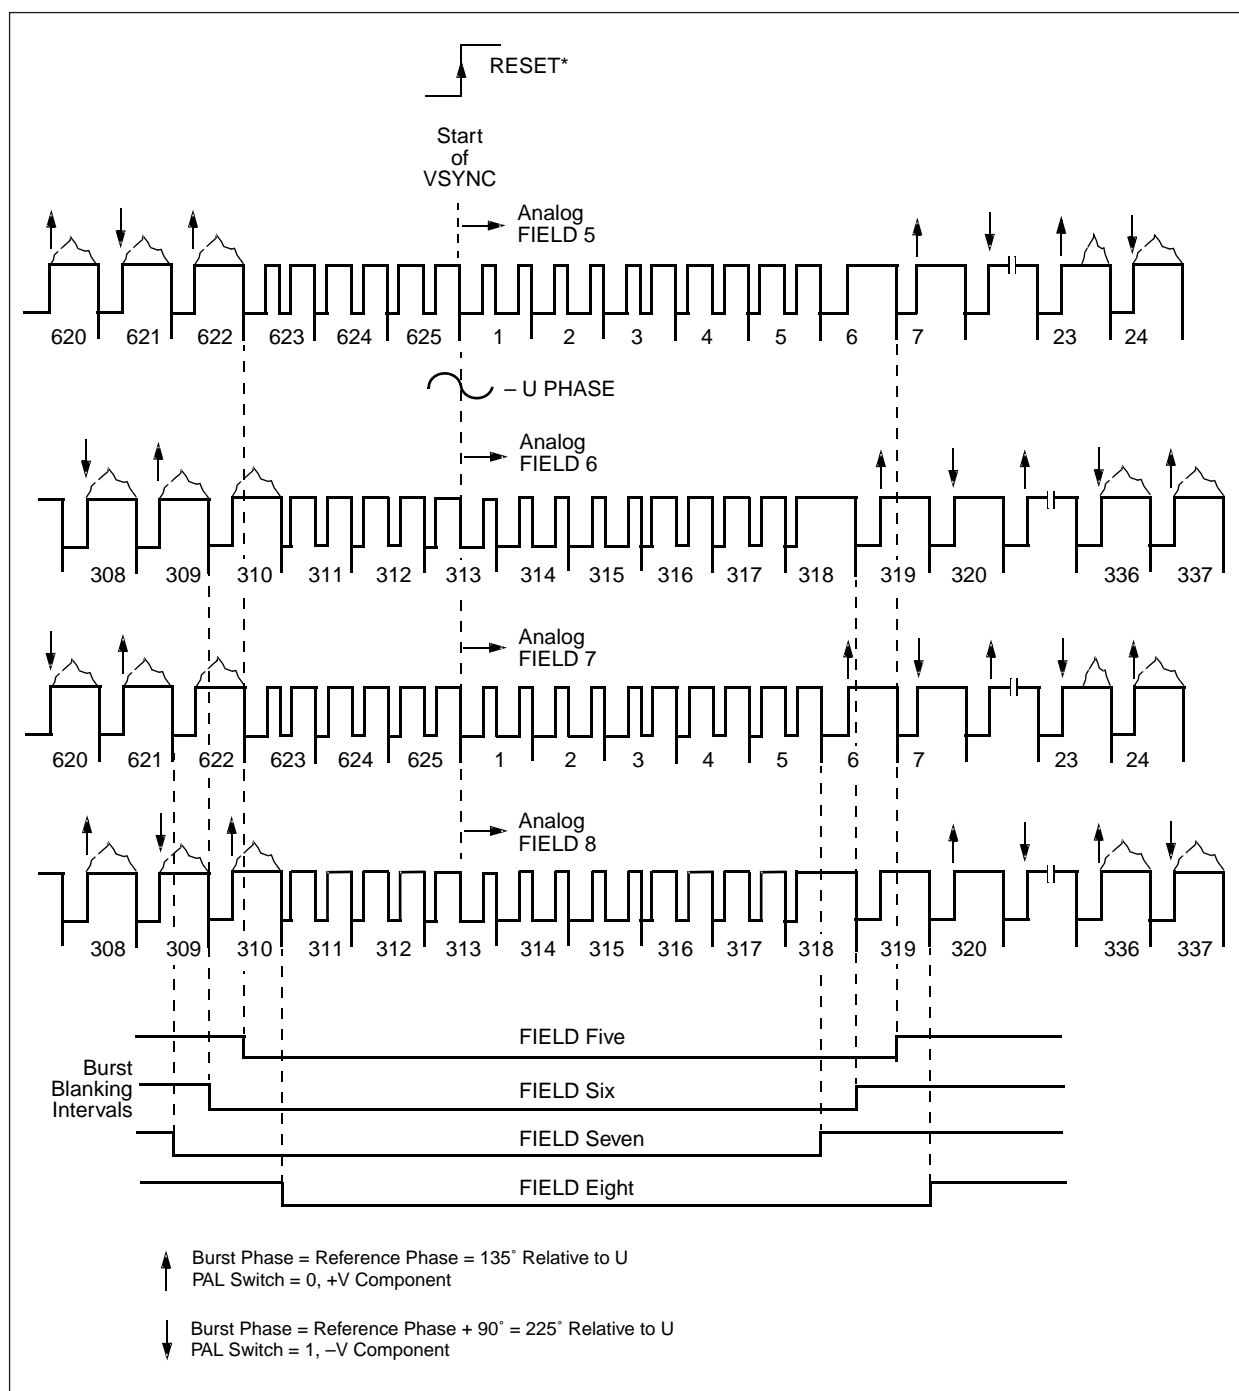 RESET*
Start
of
VSYNC
Analog
FIELD 5
620 621 622 623 624 625 1 2 3 4 5 6 7 23 24
– U PHASE
Analog
FIELD 6
308 309 310 311 312 313 314 315 316 317 318 319 320 336 337
Analog
FIELD 7
620 621 622 623 624 625 1 2 3 4 5 6 7 23 24
Analog
FIELD 8
308 309 310 311 312 313 314 315 316 317 318 319 320 336 337
Burst
Blanking
Intervals
FIELD Five
FIELD Six
FIELD Seven
FIELD Eight
Burst Phase = Reference Phase = 135˚ Relative to U
PAL Switch = 0, +V Component
Burst Phase = Reference Phase + 90˚ = 225˚ Relative to U
PAL Switch = 1, –V Component